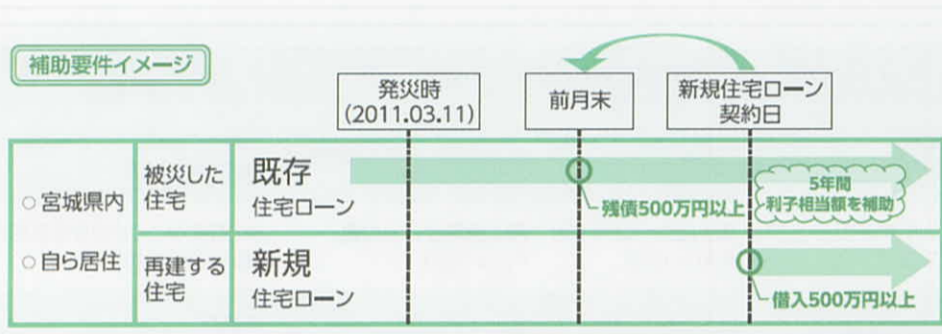 補助要件イメージ
発災時
(2011.03.11)
前月末
新規住宅ローン
契約日
○宮城県内
○自ら居住
被災した
住宅
既存
住宅ローン
残債500万円以上
5年間
利子相当額を補助
再建する
住宅
新規
住宅ローン
借入500万円以上